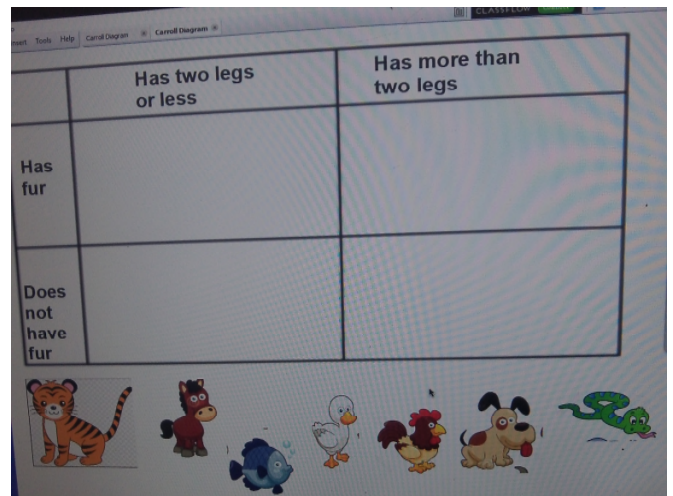 Tools Help Carroll Diagram Carroll Diagram
CLASSFLOW
Has two legs
or less
Has more than
two legs
Has
fur
Does
not
have
fur